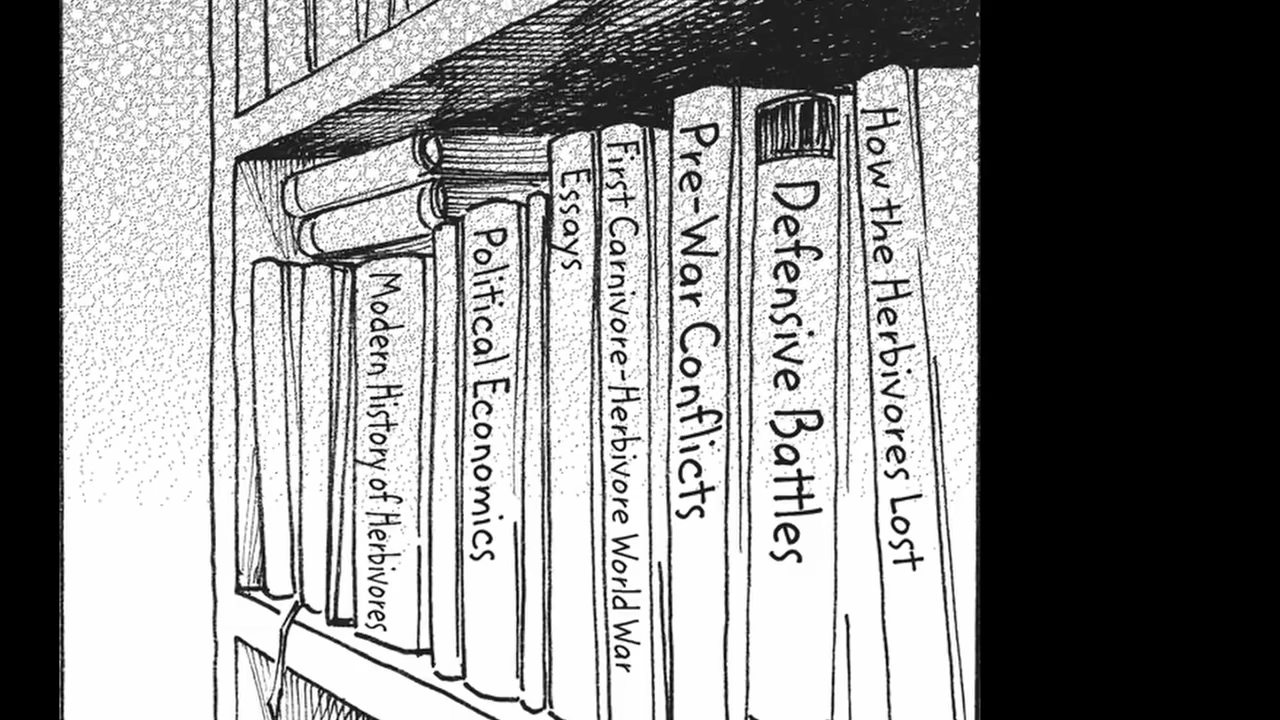 Modern History of Herbivores
Political Economics
Essays
First Carnivore-Herbivore World War
Pre-War Conflicts
Defensive Battles
How the Herbivores Lost